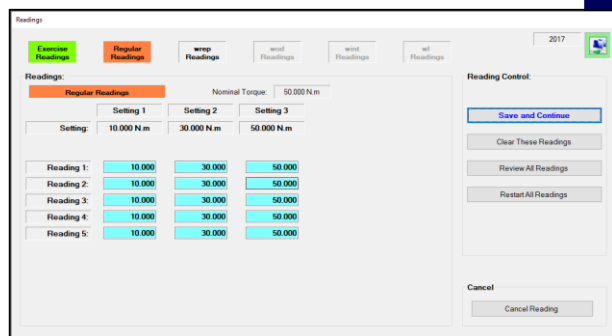 Readings
Exercise Readings
Regular Readings
wrep Readings
wod Readings
wint Readings
wl Readings
2017
Readings:
Regular Readings Nominal Torque: 50.000 N.m
Setting 1 Setting 2 Setting 3
Setting: 10.000 N.m 30.000 N.m 50.000 N.m
Reading 1: 10.000 30.000 50.000
Reading 2: 10.000 30.000 50.000
Reading 3: 10.000 30.000 50.000
Reading 4: 10.000 30.000 50.000
Reading 5: 10.000 30.000 50.000
Reading Control:
Save and Continue
Clear These Readings
Review All Readings
Restart All Readings
Cancel
Cancel Reading